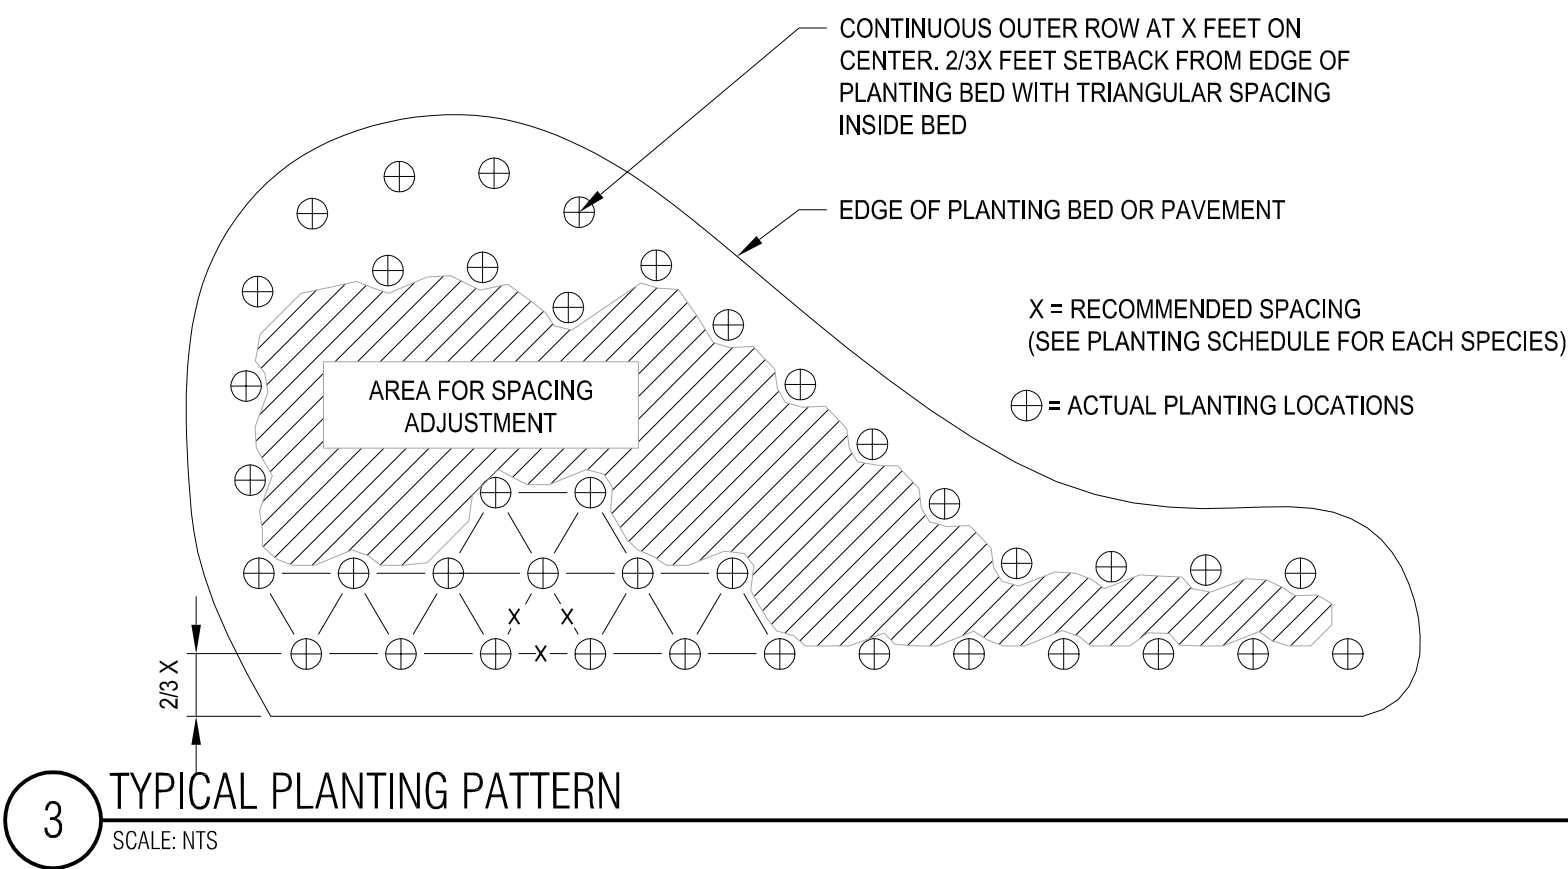 CONTINUOUS OUTER ROW AT X FEET ON
CENTER. 2/3X FEET SETBACK FROM EDGE OF
PLANTING BED WITH TRIANGULAR SPACING
INSIDE BED
EDGE OF PLANTING BED OR PAVEMENT
X = RECOMMENDED SPACING
(SEE PLANTING SCHEDULE FOR EACH SPECIES)
= ACTUAL PLANTING LOCATIONS
AREA FOR SPACING
ADJUSTMENT
X X
X
2/3 X
3
TYPICAL PLANTING PATTERN
SCALE: NTS